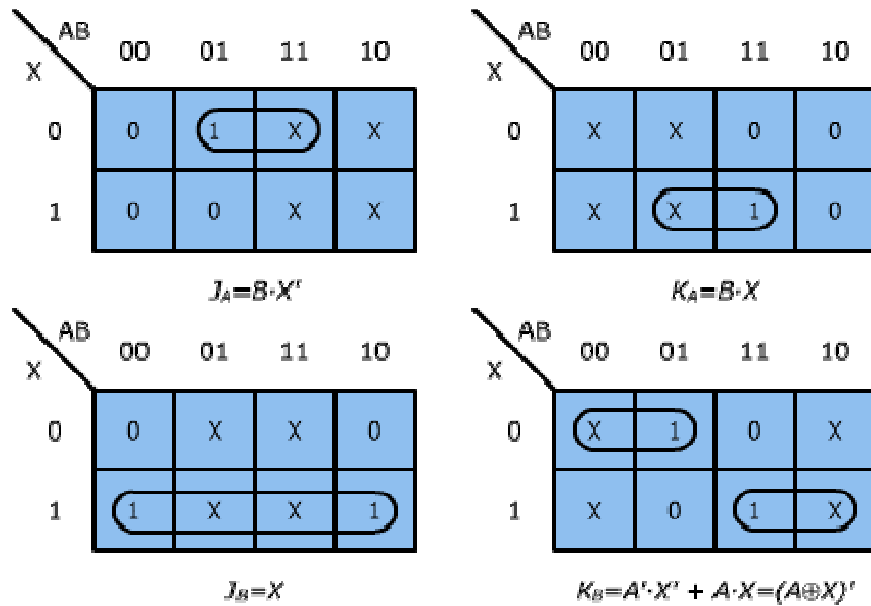 AB AB
00 01 11 10 00 01 11 10
X X
0 0 1 X X 0 X X 0 0
1 0 0 X X 1 X X 1 0
J_A=B·X' K_A=B·X
AB AB
00 01 11 10 00 01 11 10
X X
0 0 X X 0 0 X 1 0 X
1 1 X X 1 1 X 0 1 X
J_B=X K_B=A'·X' + A·X=(A⊕X)'